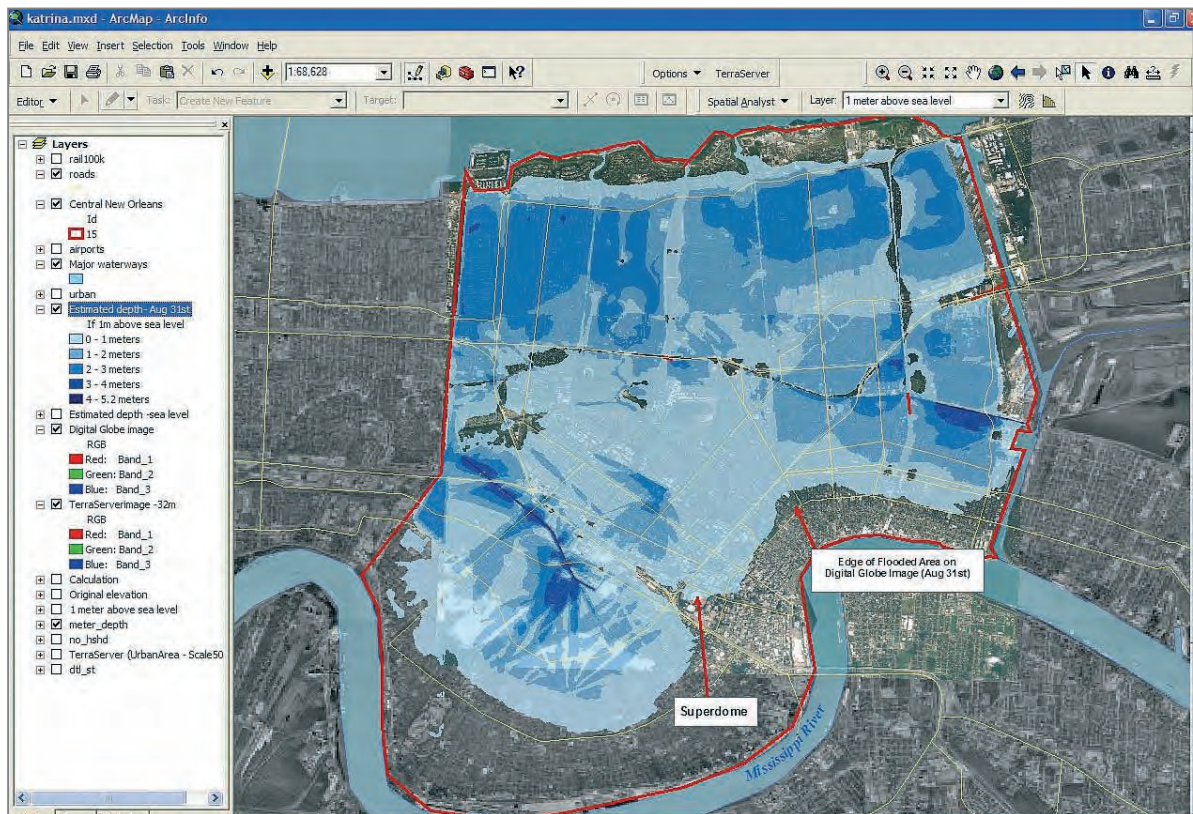 katrina.mxd - ArcMap - ArcInfo
File Edit View Insert Selection Tools Window Help
1:68,628 Options TerraServer
Editor Task: Create New Feature Target: Spatial Analyst Layer: 1 meter above sea level
Layers
rail100k
roads
Central New Orleans
Id
15
airports
Major waterways
urban
Estimated depth- Aug 31st
If 1m above sea level
0 - 1 meters
1 - 2 meters
2 - 3 meters
3 - 4 meters
4 - 5.2 meters
Estimated depth -sea level
Digital Globe image
RGB
Red: Band_1
Green: Band_2
Blue: Band_3
TerraServerimage -32m
RGB
Red: Band_1
Green: Band_2
Blue: Band_3
Calculation
Original elevation
1 meter above sea level
meter_depth
no_hshd
TerraServer (UrbanArea - Scale50
dtl_st
Edge of Flooded Area on
Digital Globe Image (Aug 31st)
Superdome
Mississippi River